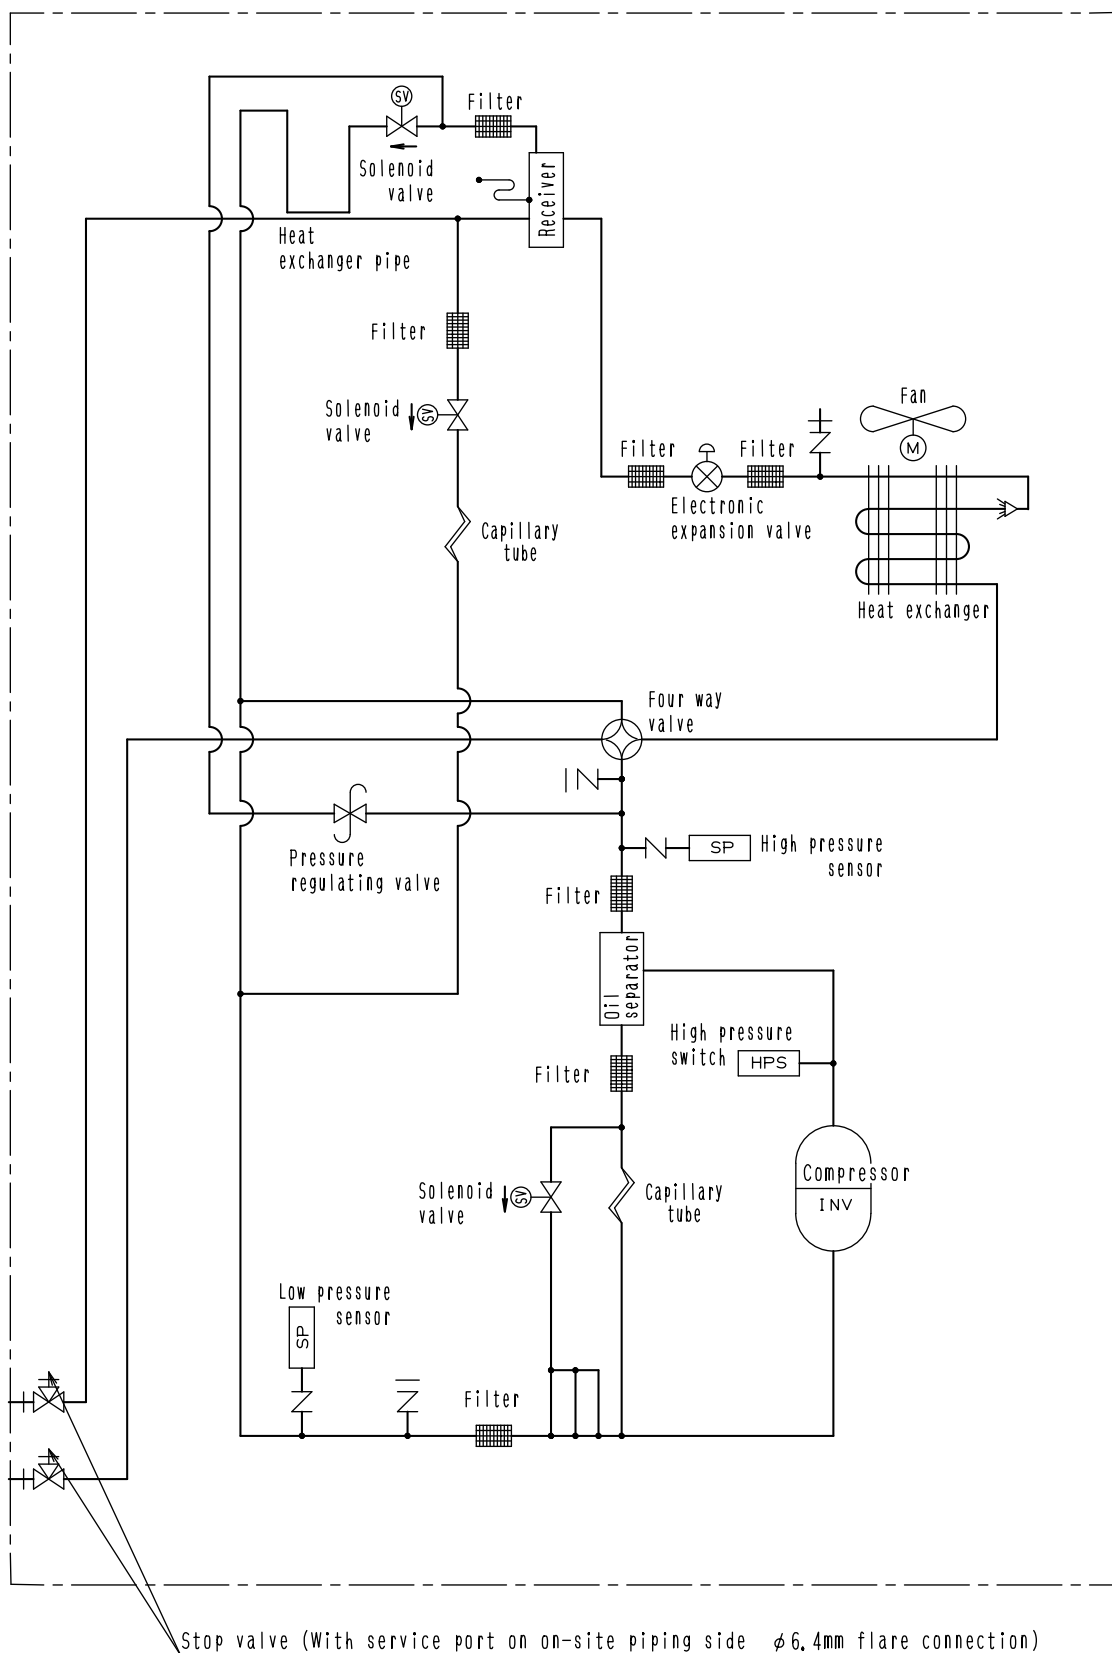 SV
Filter
Solenoid
valve
Receiver
Heat
exchanger pipe
Filter
Solenoid
valve
SV
Fan
M
Filter
Filter
Electronic
expansion valve
Capillary
tube
Heat exchanger
Four way
valve
SP
High pressure
sensor
Pressure
regulating valve
Filter
Oil
separator
High pressure
switch
HPS
Filter
Compressor
INV
Solenoid
valve
SV
Capillary
tube
Low pressure
sensor
SP
Filter
Stop valve (With service port on on-site piping side ϕ6.4mm flare connection)